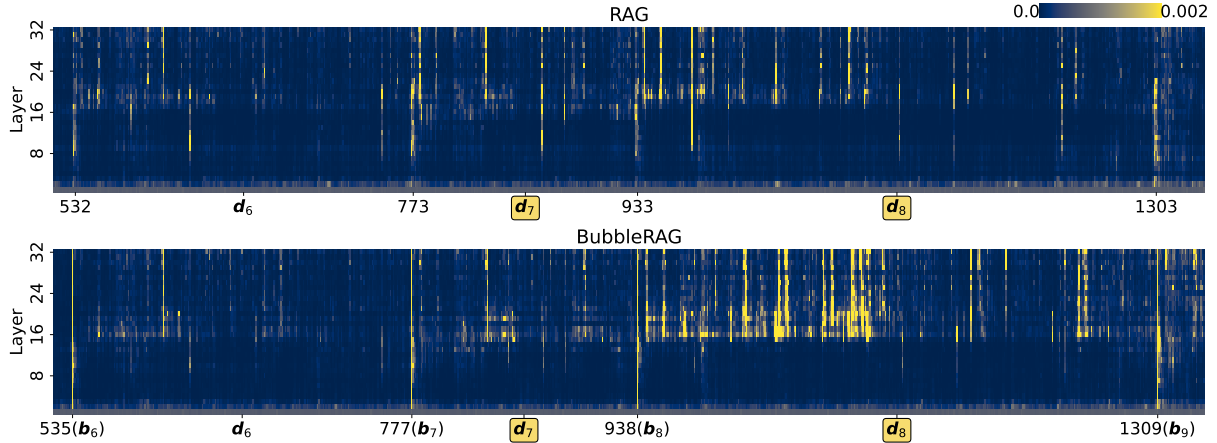 RAG
0.0 0.002
32
24
16
8
Layer
532 d6 773 d7 933 d8 1303
BubbleRAG
32
24
16
8
Layer
535(b6) d6 777(b7) d7 938(b8) d8 1309(b9)